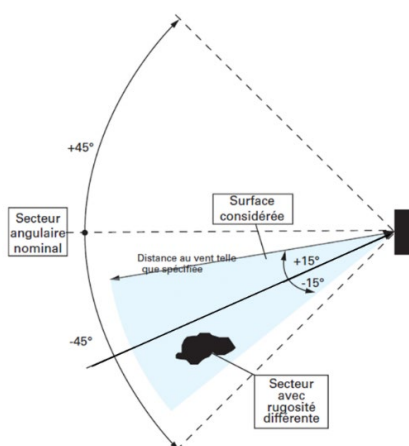 +45°
Surface
considérée
Secteur
angulaire
nominal
Distance au vent telle
que spécifiée
+15°
-15°
-45°
Secteur
avec
rugosité
différente